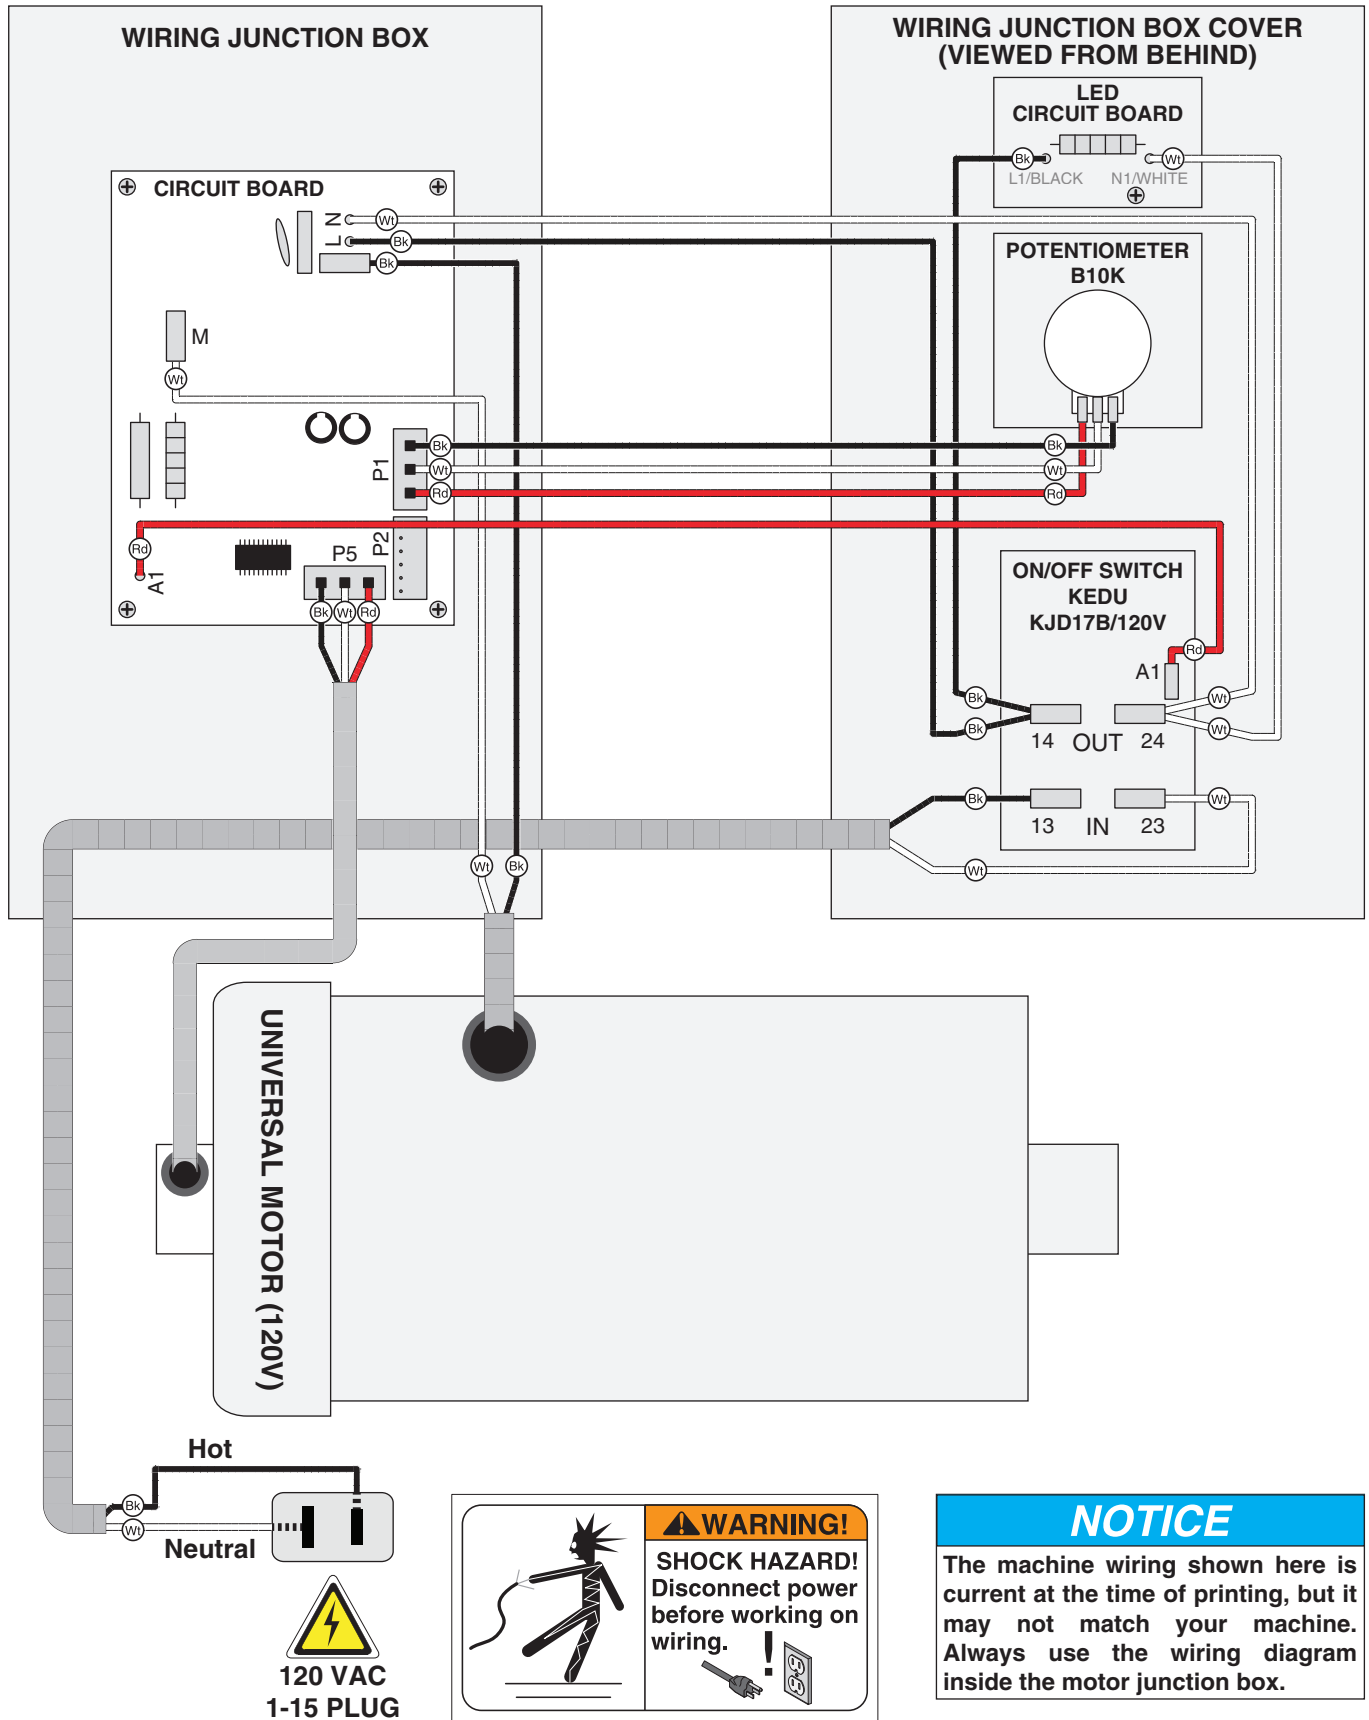 WIRING JUNCTION BOX
WIRING JUNCTION BOX COVER
(VIEWED FROM BEHIND)
LED
CIRCUIT BOARD
Bk
Wt
L1/BLACK
N1/WHITE
CIRCUIT BOARD
N
Wt
L
Bk
Bk
POTENTIOMETER
B10K
M
Wt
P1
Bk
Bk
Wt
Wt
Rd
Rd
P2
Rd
A1
P5
Bk
Wt
Rd
ON/OFF SWITCH
KEDU
KJD17B/120V
Rd
A1
Bk
Wt
Bk
Wt
14
OUT
24
Bk
Wt
13
IN
23
Wt
Wt
Bk
UNIVERSAL MOTOR (120V)
Hot
Bk
Wt
Neutral
120 VAC
1-15 PLUG
WARNING!
SHOCK HAZARD!
Disconnect power
before working on
wiring.
!
NOTICE
The machine wiring shown here is
current at the time of printing, but it
may not match your machine.
Always use the wiring diagram
inside the motor junction box.